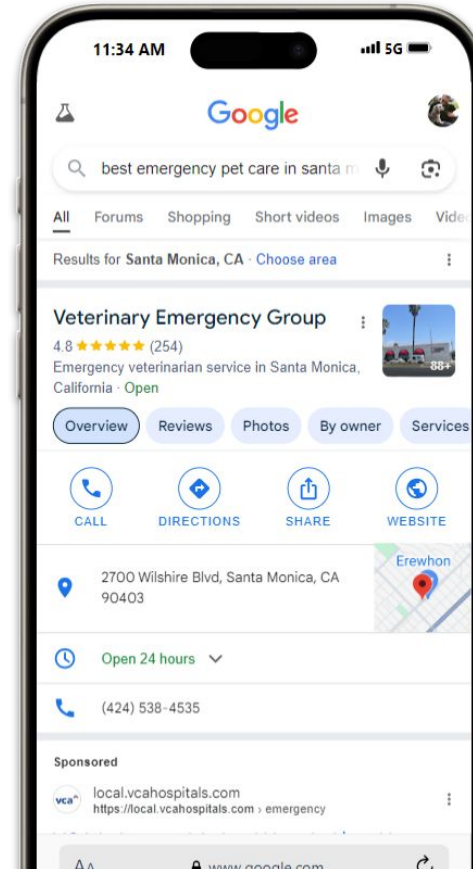 11:34 AM 5G
Google
best emergency pet care in santa m
All Forums Shopping Short videos Images Video
Results for Santa Monica, CA · Choose area
Veterinary Emergency Group
4.8 ★★★★★ (254)
Emergency veterinarian service in Santa Monica,
California · Open
88+
Overview Reviews Photos By owner Services
CALL DIRECTIONS SHARE WEBSITE
Erewhon
2700 Wilshire Blvd, Santa Monica, CA
90403
Open 24 hours
(424) 538-4535
Sponsored
vca
local.vcahospitals.com
https://local.vcahospitals.com › emergency
AA www.google.com